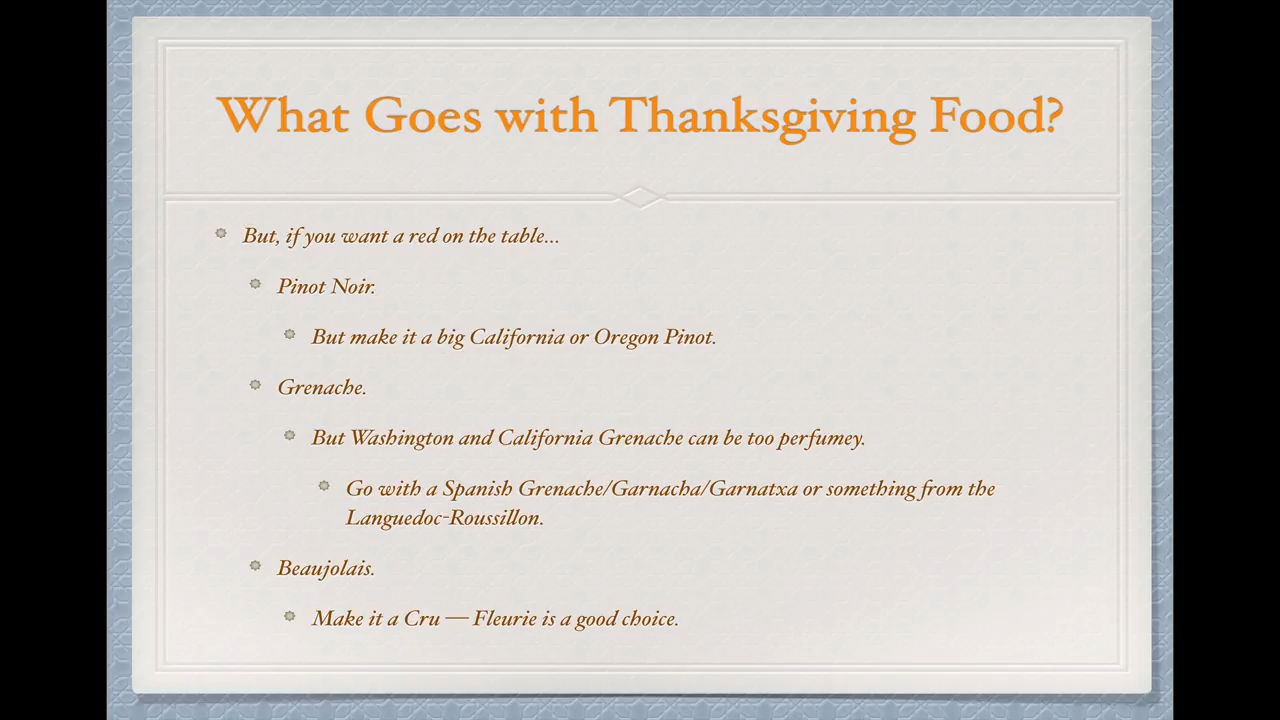 What Goes with Thanksgiving Food?
But, if you want a red on the table...
Pinot Noir.
But make it a big California or Oregon Pinot.
Grenache.
But Washington and California Grenache can be too perfumey.
Go with a Spanish Grenache/Garnacha/Garnatxa or something from the
Languedoc-Roussillon.
Beaujolais.
Make it a Cru — Fleurie is a good choice.